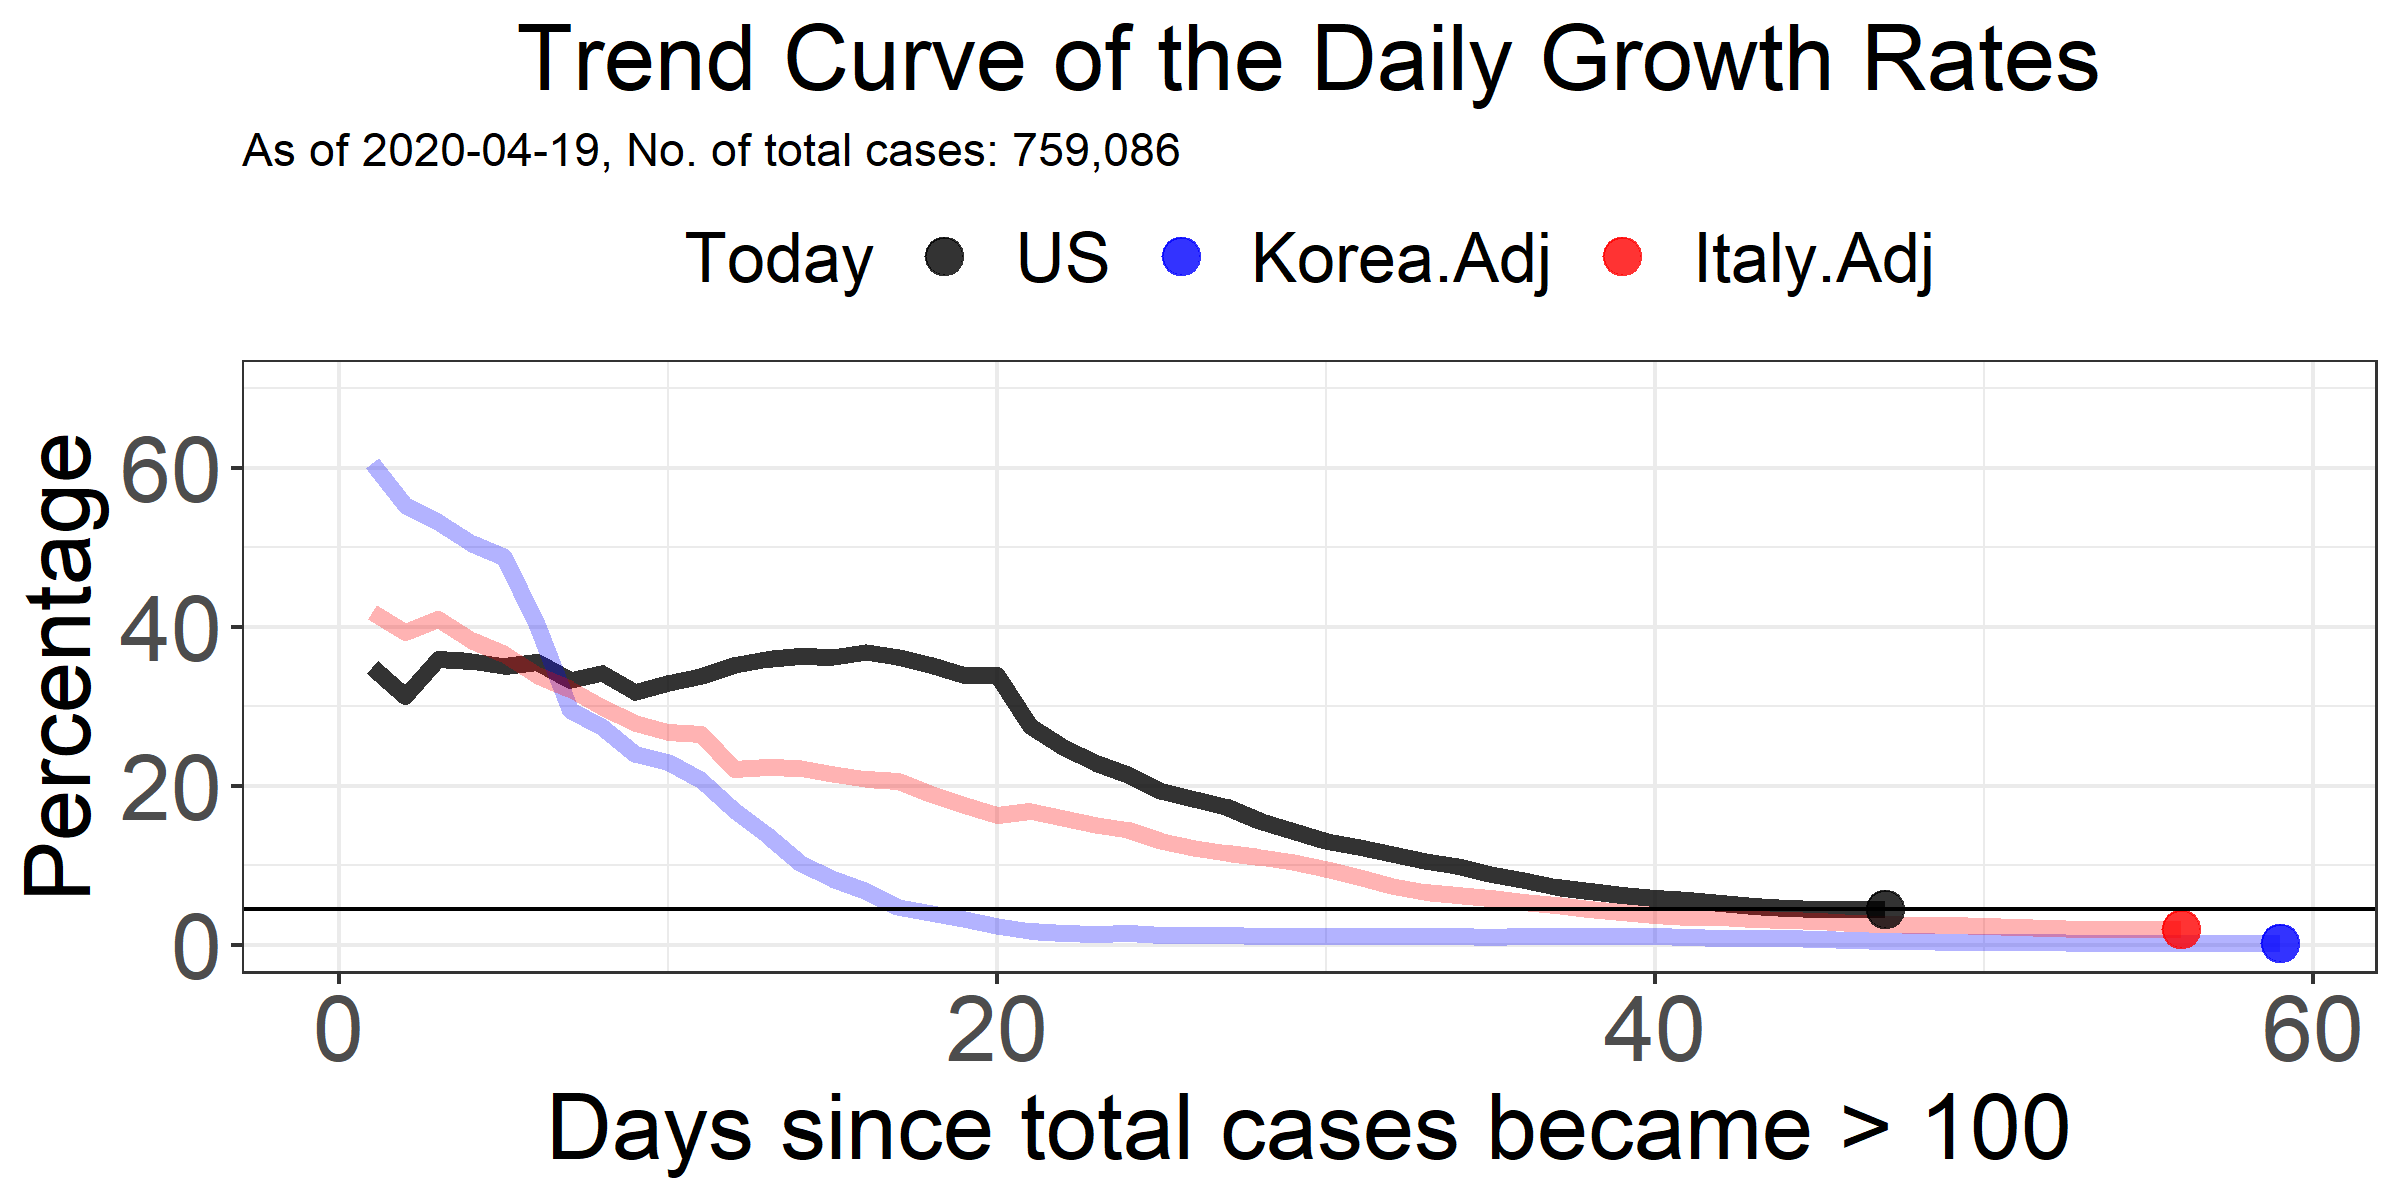 Trend Curve of the Daily Growth Rates
As of 2020-04-19, No. of total cases: 759,086
Today US Korea.Adj Italy.Adj
Percentage
60
40
20
0
0 20 40 60
Days since total cases became > 100